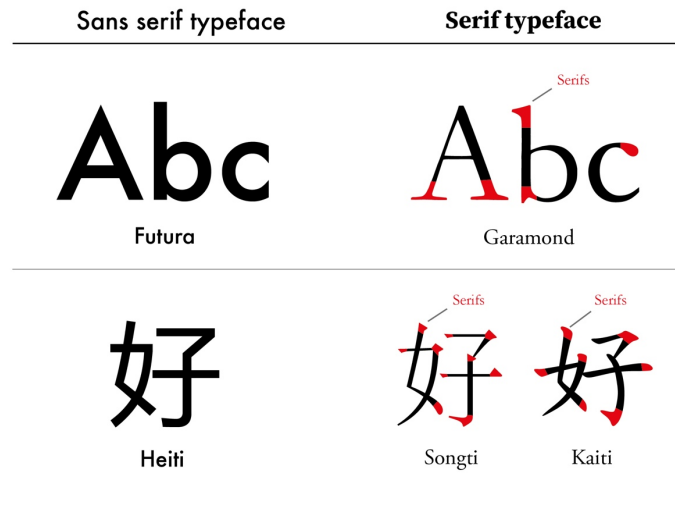 Sans serif typeface
Serif typeface
Serifs
Abc
Abc
Futura
Garamond
Serifs
Serifs
好
好
好
Heiti
Songti
Kaiti